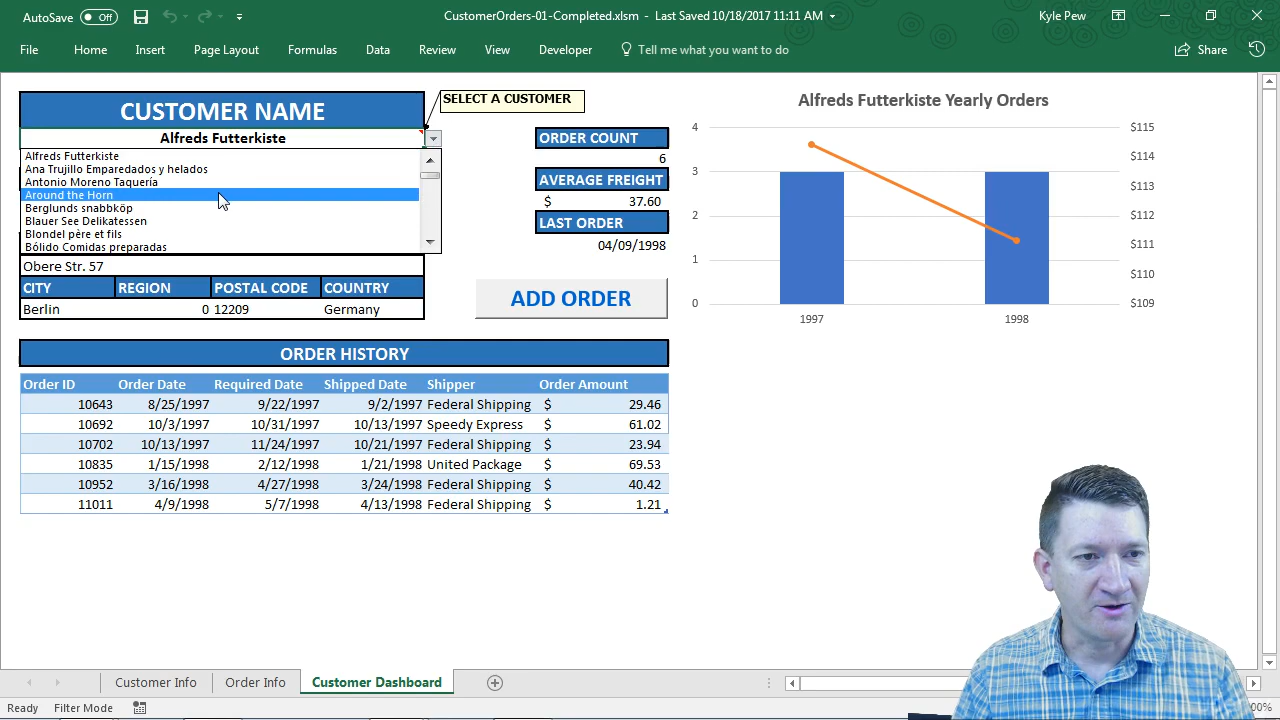 AutoSave Off
CustomerOrders-01-Completed.xlsm - Last Saved 10/18/2017 11:11 AM
Kyle Pew
File Home Insert Page Layout Formulas Data Review View Developer Tell me what you want to do Share
CUSTOMER NAME
SELECT A CUSTOMER
Alfreds Futterkiste
Alfreds Futterkiste
Ana Trujillo Emparedados y helados
Antonio Moreno Taquería
Around the Horn
Berglunds snabbköp
Blauer See Delikatessen
Blondel père et fils
Bólido Comidas preparadas
Obere Str. 57
CITY REGION POSTAL CODE COUNTRY
Berlin 0 12209 Germany
ORDER COUNT
6
AVERAGE FREIGHT
$ 37.60
LAST ORDER
04/09/1998
ADD ORDER
Alfreds Futterkiste Yearly Orders
4 $115
$114
3 $113
2 $112
1 $111
$110
0 $109
1997 1998
ORDER HISTORY
Order ID Order Date Required Date Shipped Date Shipper Order Amount
10643 8/25/1997 9/22/1997 9/2/1997 Federal Shipping $ 29.46
10692 10/3/1997 10/31/1997 10/13/1997 Speedy Express $ 61.02
10702 10/13/1997 11/24/1997 10/21/1997 Federal Shipping $ 23.94
10835 1/15/1998 2/12/1998 1/21/1998 United Package $ 69.53
10952 3/16/1998 4/27/1998 3/24/1998 Federal Shipping $ 40.42
11011 4/9/1998 5/7/1998 4/13/1998 Federal Shipping $ 1.21
Customer Info Order Info Customer Dashboard
Ready Filter Mode